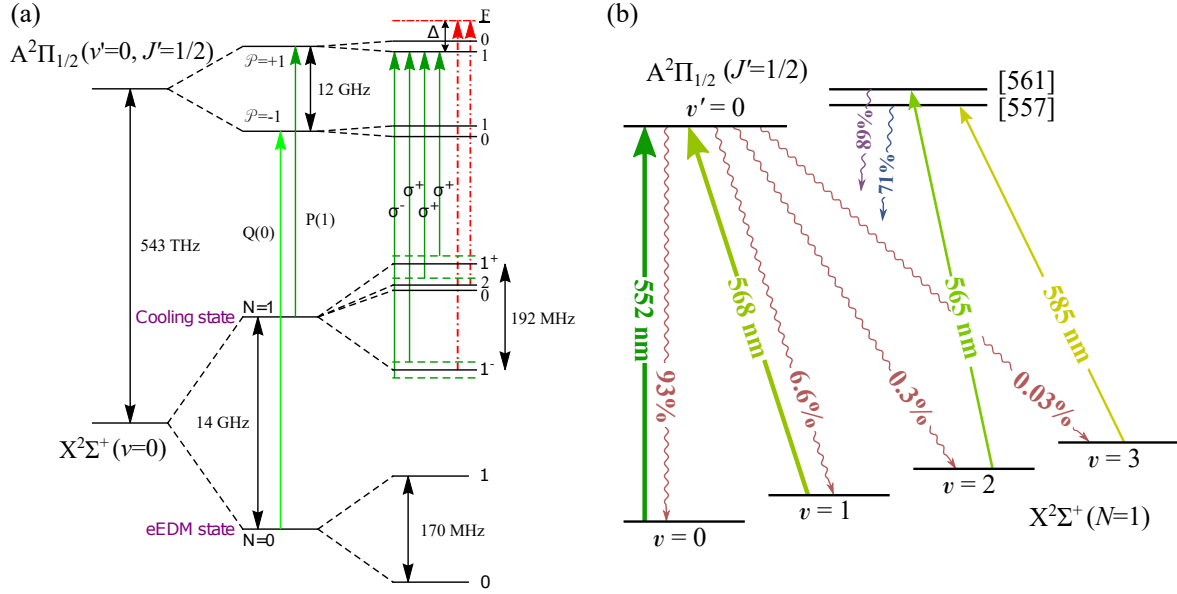 (a)
A²Π₁/₂(v'=0, J'=1/2)
𝒫=+1
𝒫=-1
12 GHz
F
0
1
Δ
1
0
543 THz
Q(0)
P(1)
σ⁻
σ⁺
σ⁺
σ⁺
Cooling state
N=1
1⁺
2
0
1⁻
192 MHz
14 GHz
X²Σ⁺(v=0)
eEDM state
N=0
1
170 MHz
0
(b)
A²Π₁/₂ (J'=1/2)
v' = 0
[561]
[557]
89%
71%
552 nm
93%
568 nm
6.6%
0.3%
565 nm
0.03%
585 nm
v = 0
v = 1
v = 2
v = 3
X²Σ⁺(N=1)